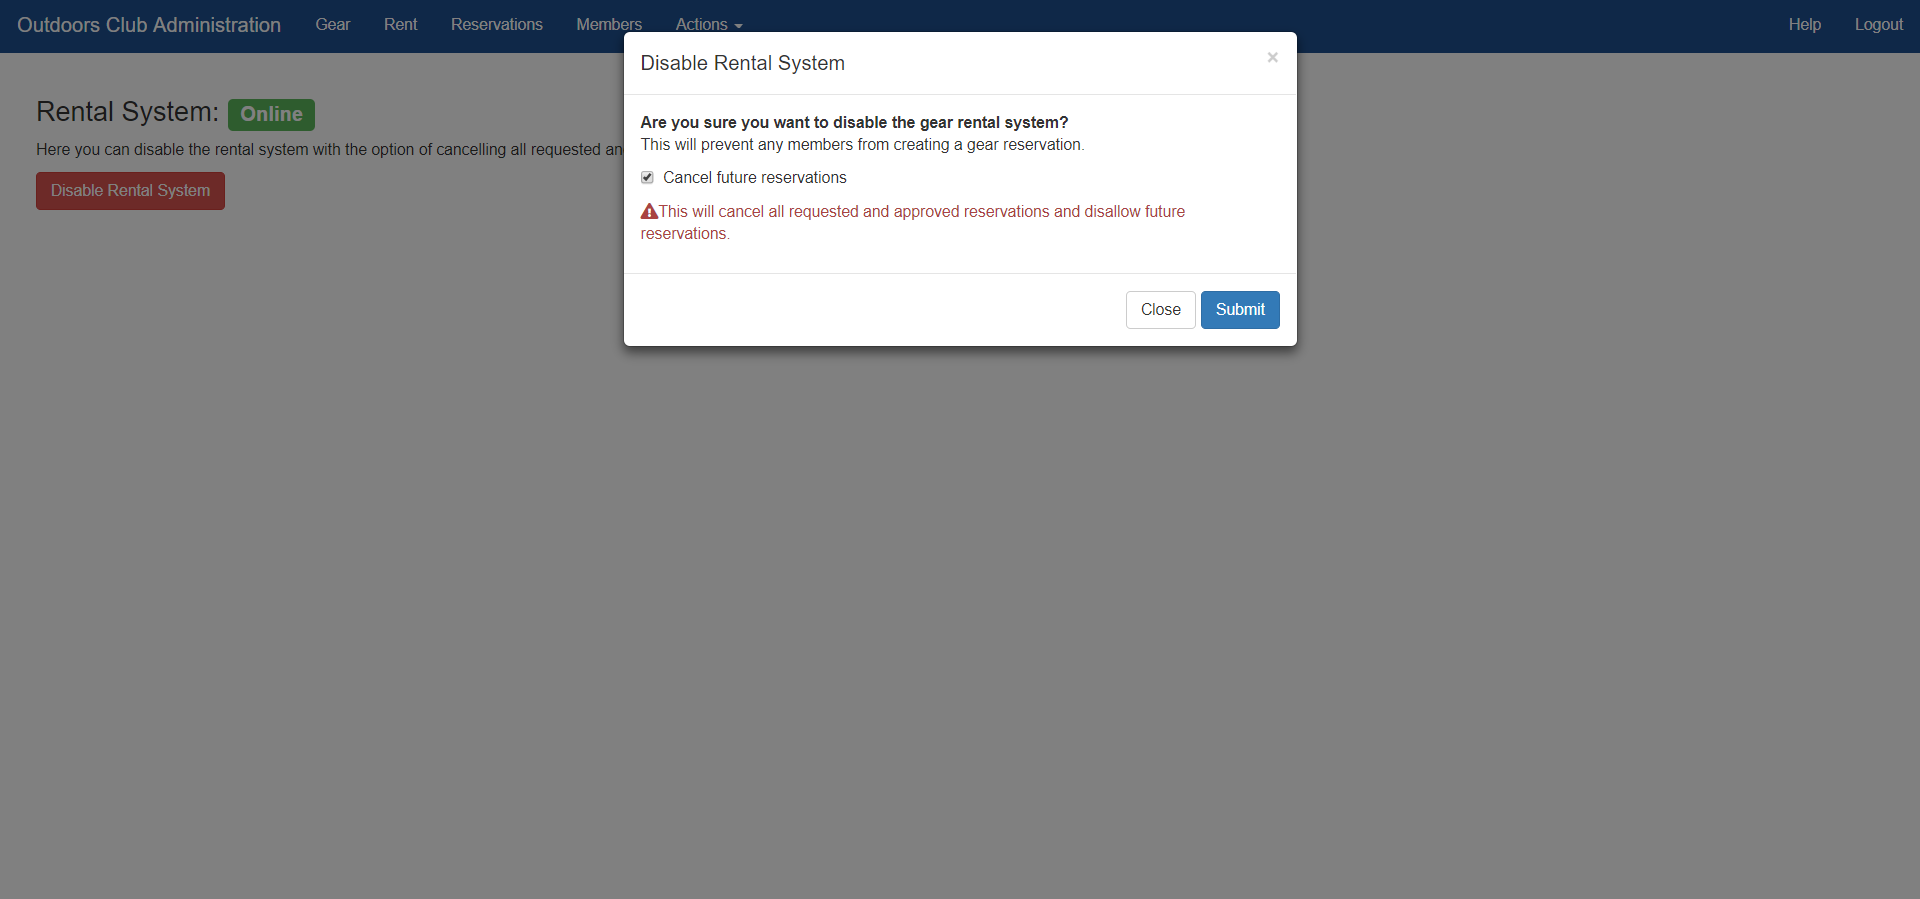 Outdoors Club Administration Gear Rent Reservations Members Actions Help Logout
Disable Rental System ×
Rental System: Online
Here you can disable the rental system with the option of cancelling all requested
Disable Rental System
Are you sure you want to disable the gear rental system?
This will prevent any members from creating a gear reservation.
Cancel future reservations
This will cancel all requested and approved reservations and disallow future
reservations.
Close Submit